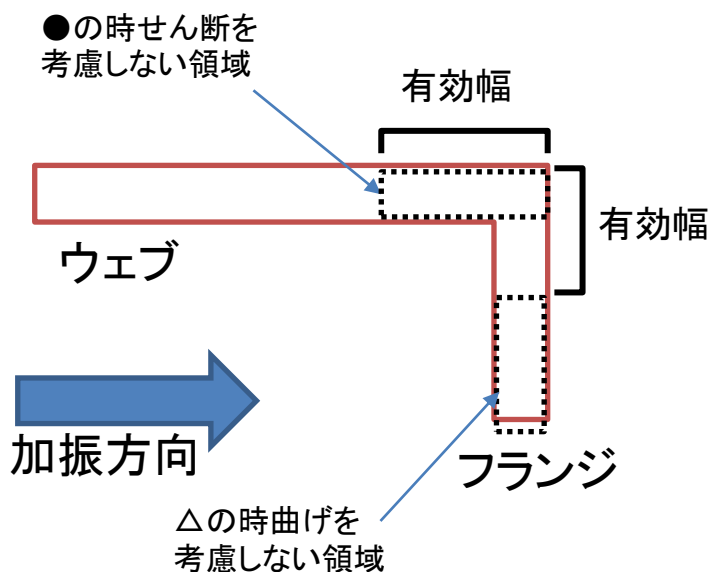 ●の時せん断を
考慮しない領域
有効幅
有効幅
ウェブ
加振方向
フランジ
△の時曲げを
考慮しない領域